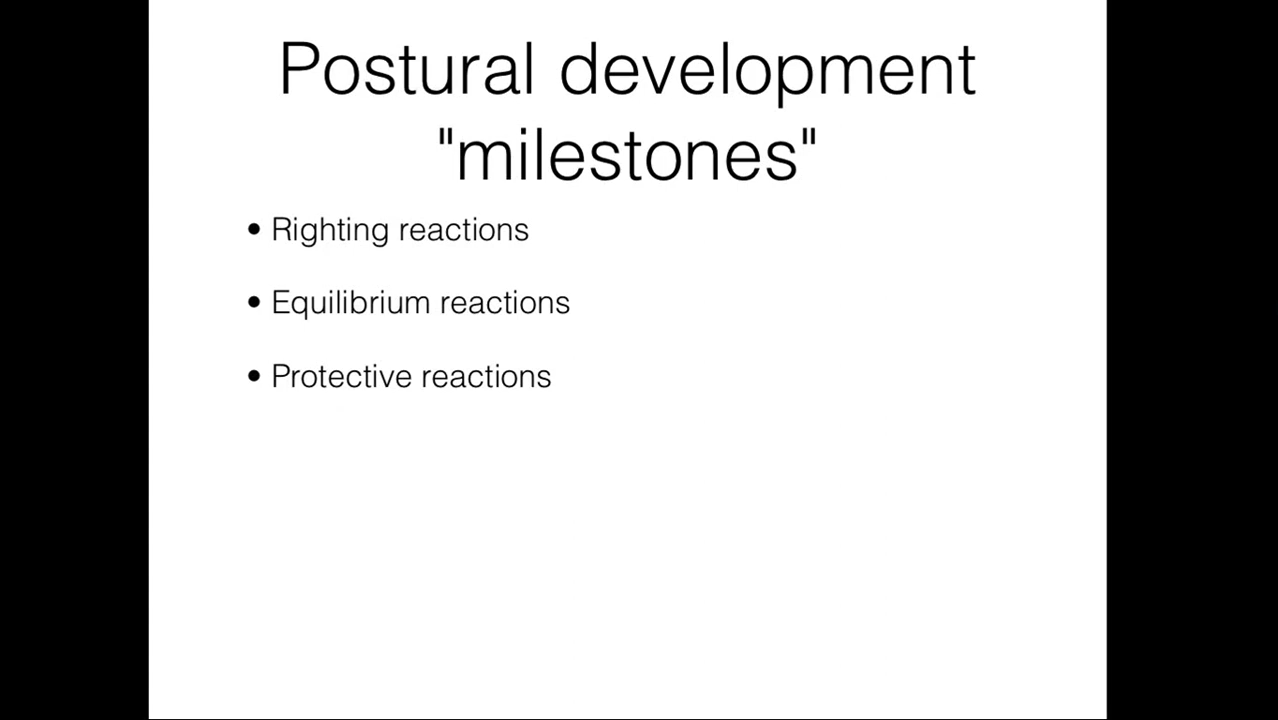 Postural development
"milestones"
• Righting reactions
• Equilibrium reactions
• Protective reactions